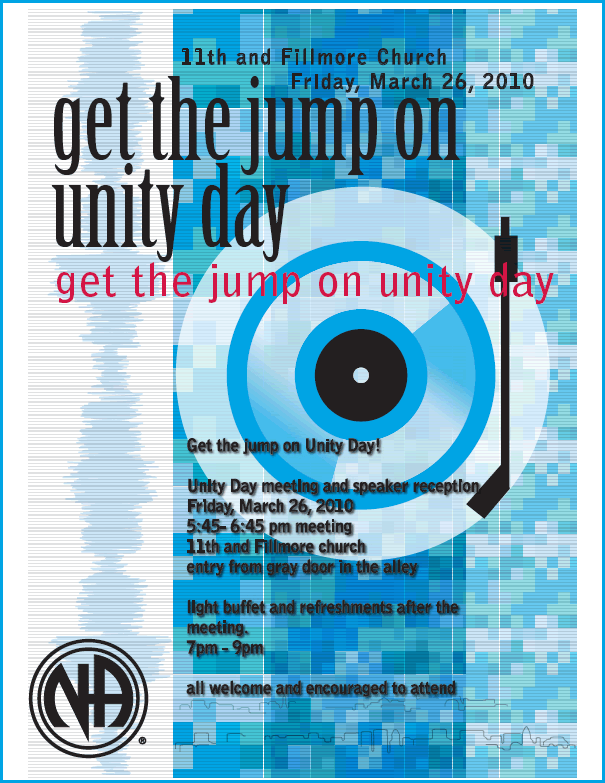 11th and Fillmore Church
Friday, March 26, 2010
get the jump on
unity day
get the jump on unity day
Get the jump on Unity Day!
Unity Day meeting and speaker reception
Friday, March 26, 2010
5:45- 6:45 pm meeting
11th and Fillmore church
entry from gray door in the alley
light buffet and refreshments after the
meeting.
7pm - 9pm
all welcome and encouraged to attend
NA
®